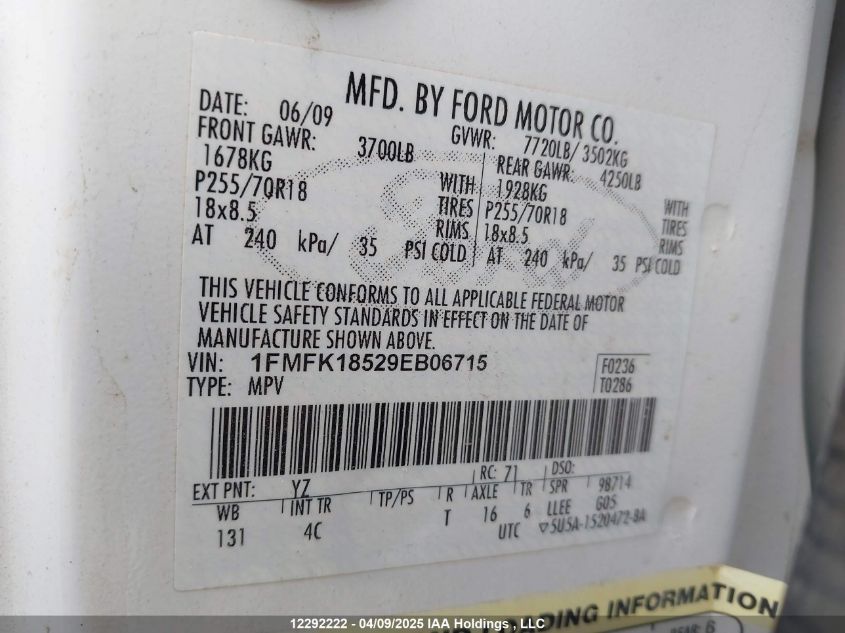 MFD. BY FORD MOTOR CO.
DATE: 06/09 GVWR: 7720LB/ 3502KG
FRONT GAWR: 3700LB REAR GAWR: 4250LB
1678KG WITH 1928KG WITH
P255/70R18 TIRES P255/70R18 TIRES
18x8.5 RIMS 18x8.5 RIMS
AT 240 kPa/ 35 PSI COLD AT 240 kPa/ 35 PSI COLD
THIS VEHICLE CONFORMS TO ALL APPLICABLE FEDERAL MOTOR
VEHICLE SAFETY STANDARDS IN EFFECT ON THE DATE OF
MANUFACTURE SHOWN ABOVE.
VIN: 1FMFK18529EB06715 F0236
TYPE: MPV T0286
EXT PNT: YZ RC: 71 DSO:
WB INT TR TP/PS R AXLE TR SPR 98714
131 4C T 16 6 LLEE G05
UTC ▽5U5A-1520472-BA
LOADING INFORMATION
REAR: 6
12292222 - 04/09/2025 IAA Holdings, LLC